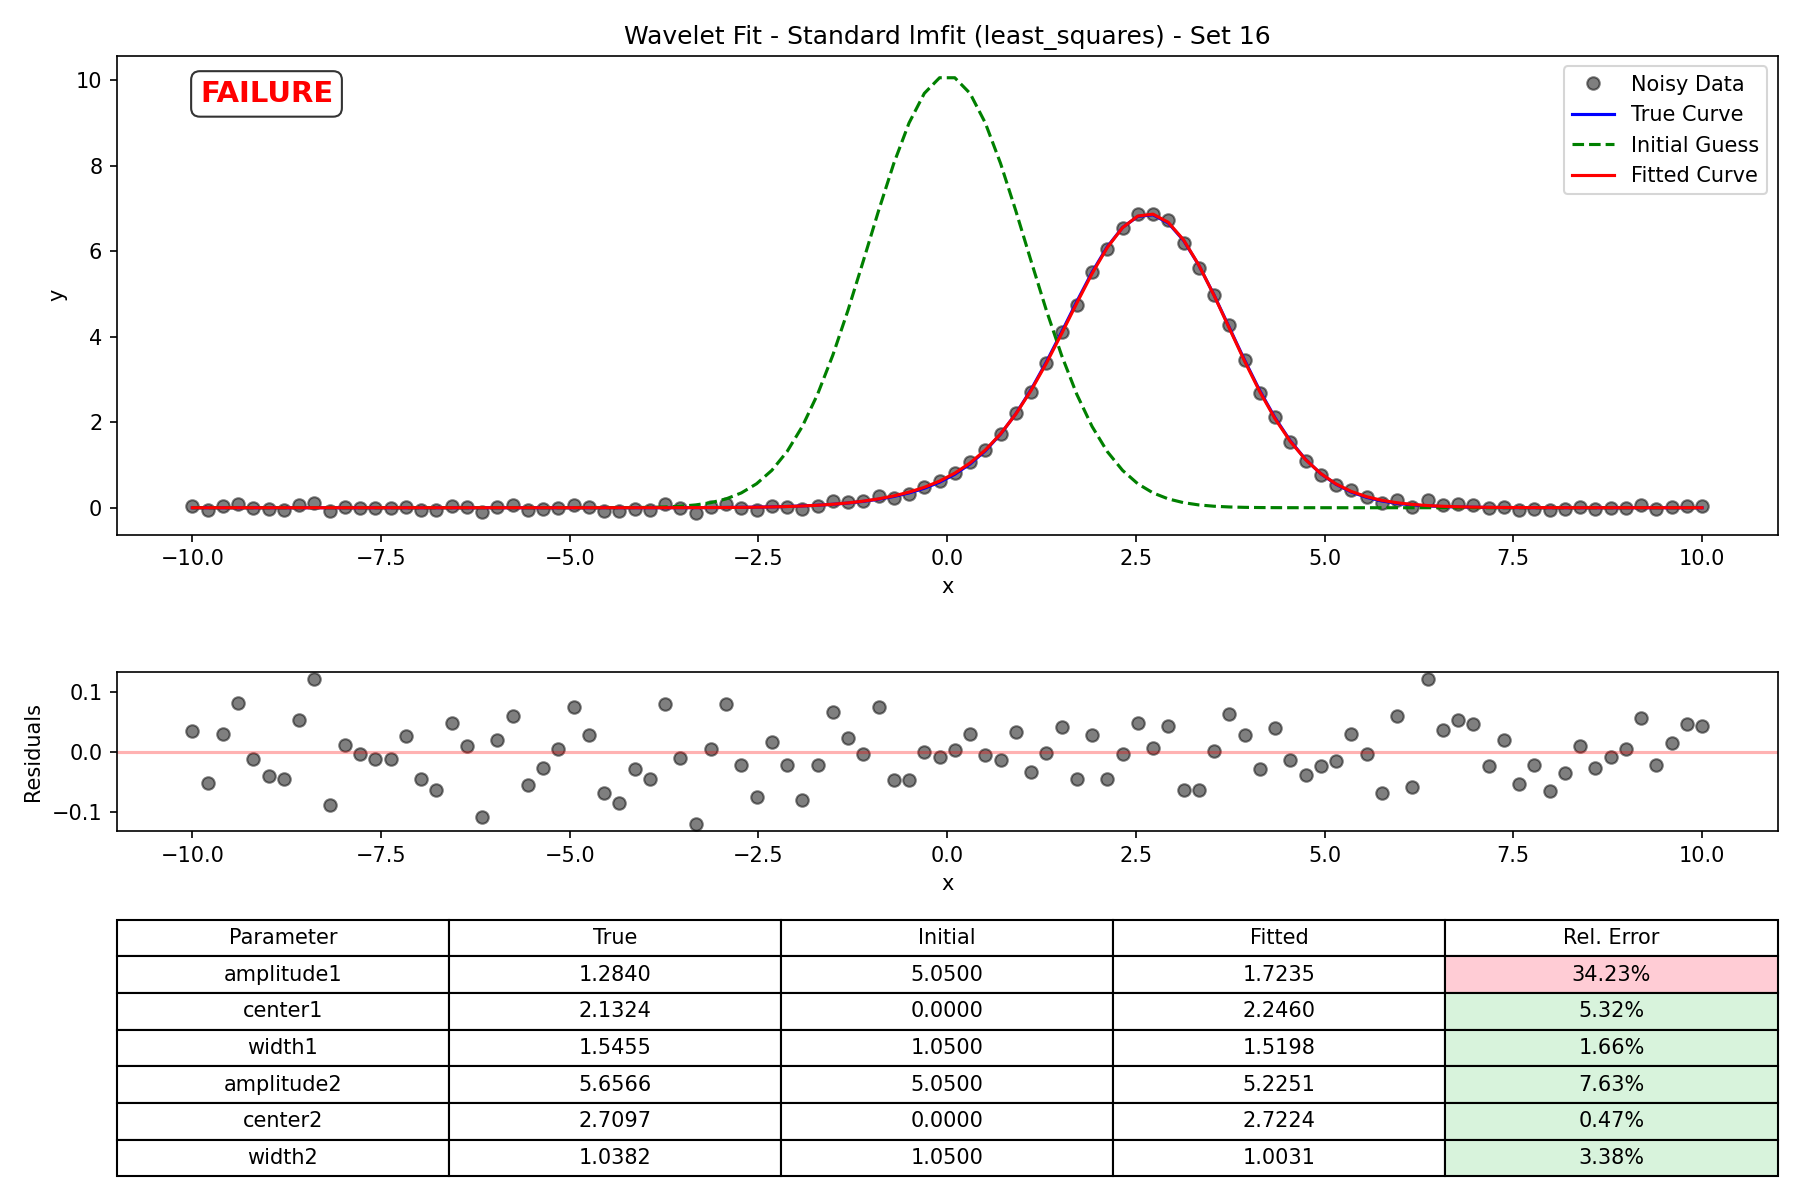 Wavelet Fit - Standard lmfit (least_squares) - Set 16
FAILURE
Noisy Data
True Curve
Initial Guess
Fitted Curve
10
8
6
4
2
0
y
−10.0 −7.5 −5.0 −2.5 0.0 2.5 5.0 7.5 10.0
x
0.1
0.0
−0.1
Residuals
−10.0 −7.5 −5.0 −2.5 0.0 2.5 5.0 7.5 10.0
x
Parameter True Initial Fitted Rel. Error
amplitude1 1.2840 5.0500 1.7235 34.23%
center1 2.1324 0.0000 2.2460 5.32%
width1 1.5455 1.0500 1.5198 1.66%
amplitude2 5.6566 5.0500 5.2251 7.63%
center2 2.7097 0.0000 2.7224 0.47%
width2 1.0382 1.0500 1.0031 3.38%